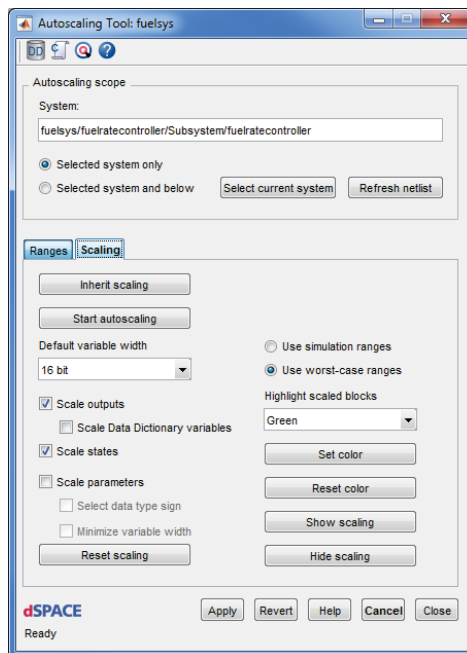 Autoscaling Tool: fuelsys
DD
Autoscaling scope
System:
fuelsys/fuelratecontroller/Subsystem/fuelratecontroller
Selected system only
Selected system and below
Select current system
Refresh netlist
Ranges
Scaling
Inherit scaling
Start autoscaling
Default variable width
Use simulation ranges
16 bit
Use worst-case ranges
Highlight scaled blocks
Scale outputs
Green
Scale Data Dictionary variables
Scale states
Set color
Scale parameters
Reset color
Select data type sign
Show scaling
Minimize variable width
Reset scaling
Hide scaling
dSPACE
Apply
Revert
Help
Cancel
Close
Ready